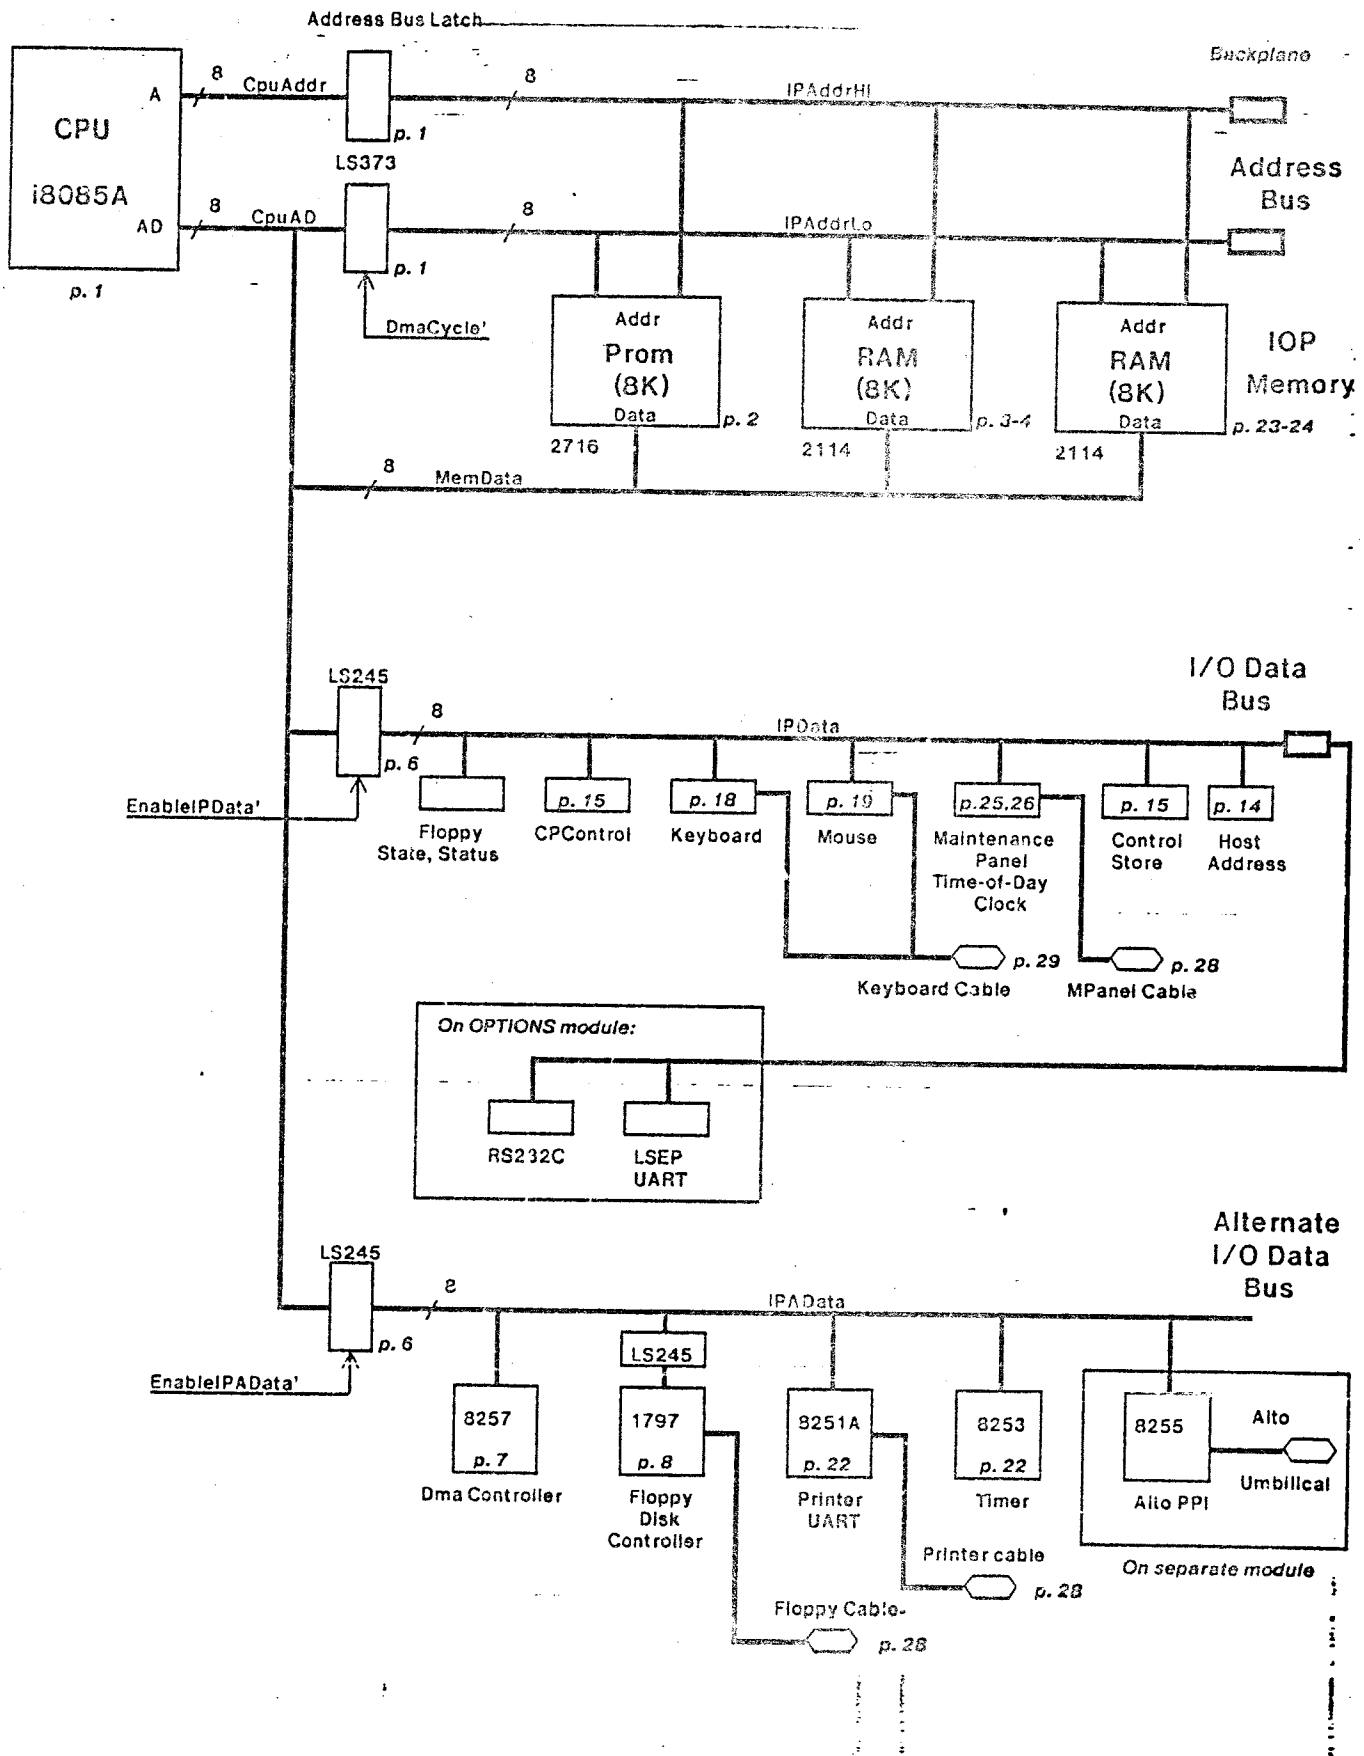 Address Bus Latch
Backplane
8
CpuAddr
8
IPAddrHi
A
CPU
i8085A
p. 1
LS373
Address
Bus
8
CpuAD
8
IPAddrLo
AD
p. 1
p. 1
DmaCycle'
Addr
Prom
(8K)
Data
p. 2
2716
Addr
RAM
(8K)
Data
p. 3-4
2114
Addr
RAM
(8K)
Data
p. 23-24
2114
IOP
Memory
8
MemData
I/O Data
Bus
LS245
8
IPData
p. 6
EnableIPData'
Floppy
State, Status
p. 15
CPControl
p. 18
Keyboard
p. 19
Mouse
p.25,26
Maintenance
Panel
Time-of-Day
Clock
p. 15
Control
Store
p. 14
Host
Address
p. 29
Keyboard Cable
p. 28
MPanel Cable
On OPTIONS module:
RS232C
LSEP
UART
Alternate
I/O Data
Bus
LS245
8
IPAData
p. 6
EnableIPAData'
LS245
8257
p. 7
Dma Controller
1797
p. 8
Floppy
Disk
Controller
8251A
p. 22
Printer
UART
8253
p. 22
Timer
8255
Alto PPI
Alto
Umbilical
On separate module
Printer cable
p. 28
Floppy Cable
p. 28